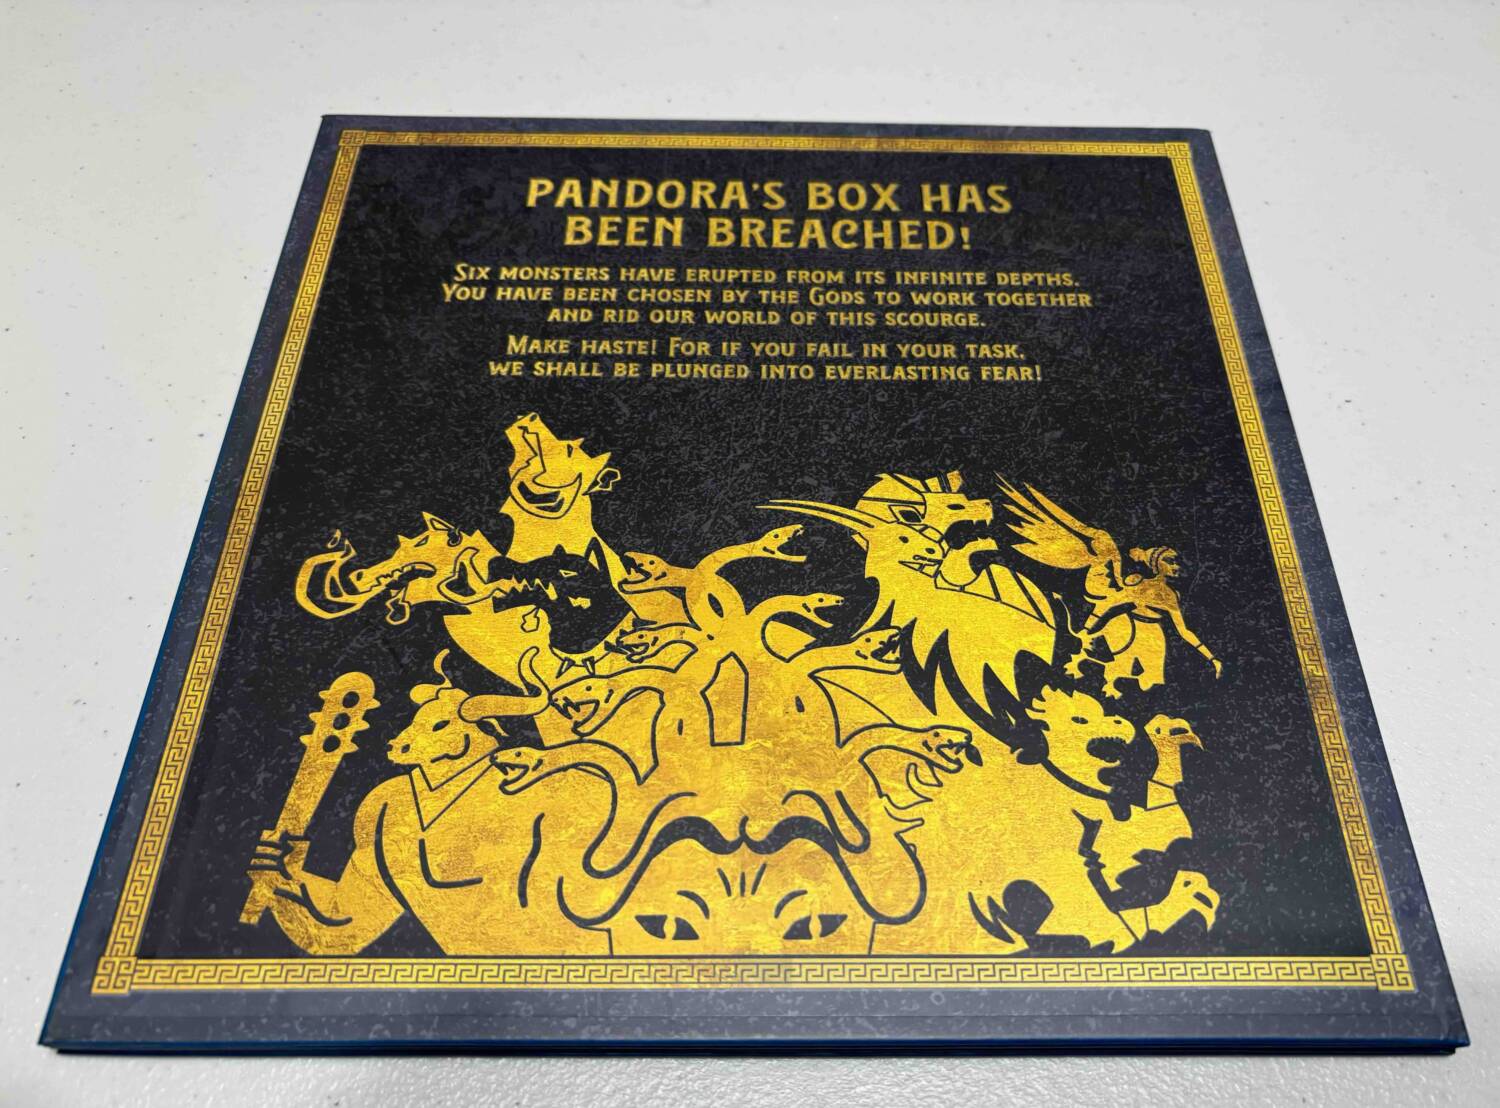 PANDORA'S BOX HAS
BEEN BREACHED!
SIX MONSTERS HAVE ERUPTED FROM ITS INFINITE DEPTHS.
YOU HAVE BEEN CHOSEN BY THE GODS TO WORK TOGETHER
AND RID OUR WORLD OF THIS SCOURGE.
MAKE HASTE! FOR IF YOU FAIL IN YOUR TASK,
WE SHALL BE PLUNGED INTO EVERLASTING FEAR!